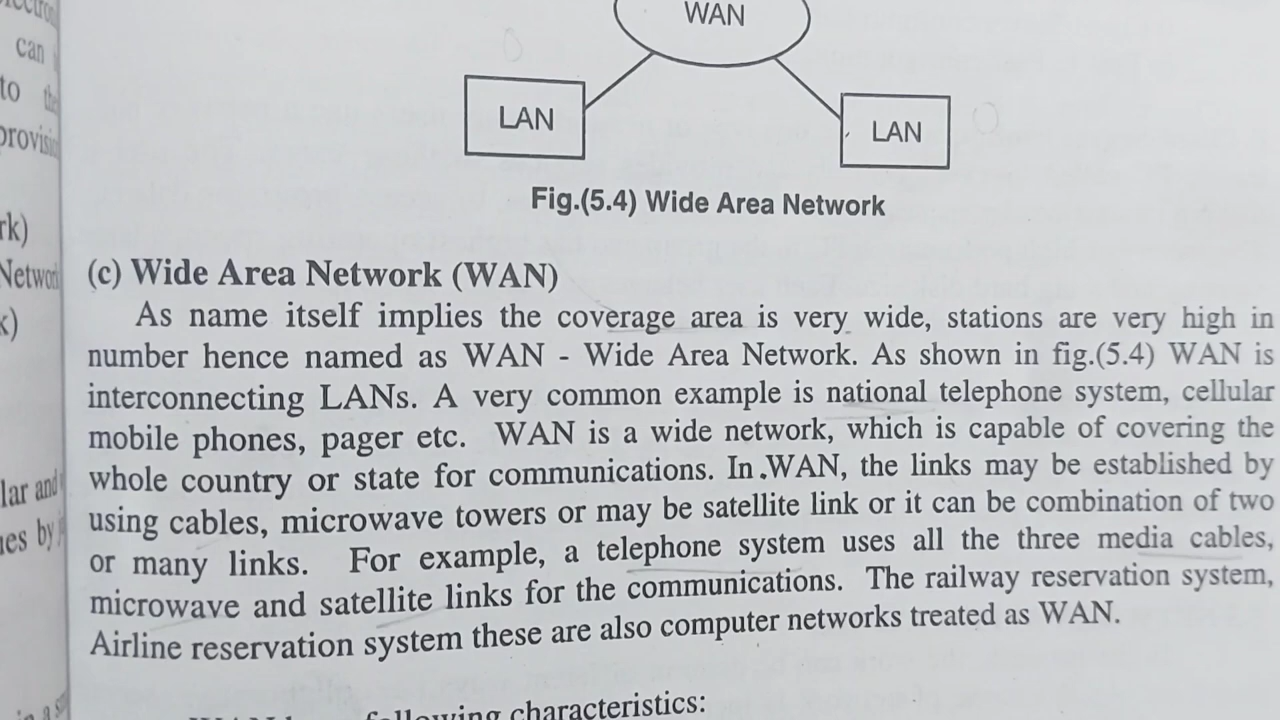 can
to the
rk)
lar and
WAN
LAN
LAN
Fig.(5.4) Wide Area Network
(c) Wide Area Network (WAN)
As name itself implies the coverage area is very wide, stations are very high in
number hence named as WAN - Wide Area Network. As shown in fig.(5.4) WAN is
interconnecting LANs. A very common example is national telephone system, cellular
mobile phones, pager etc. WAN is a wide network, which is capable of covering the
whole country or state for communications. In WAN, the links may be established by
using cables, microwave towers or may be satellite link or it can be combination of two
or many links. For example, a telephone system uses all the three media cables,
microwave and satellite links for the communications. The railway reservation system,
Airline reservation system these are also computer networks treated as WAN.
following characteristics: